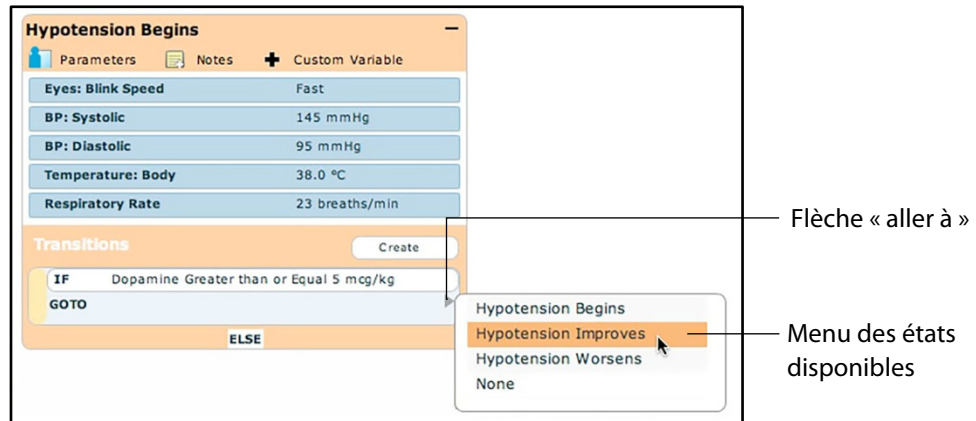 Hypotension Begins
Parameters Notes Custom Variable
Eyes: Blink Speed Fast
BP: Systolic 145 mmHg
BP: Diastolic 95 mmHg
Temperature: Body 38.0 °C
Respiratory Rate 23 breaths/min
Transitions Create
IF Dopamine Greater than or Equal 5 mcg/kg
GOTO
ELSE
Hypotension Begins
Hypotension Improves
Hypotension Worsens
None
Flèche « aller à »
Menu des états
disponibles